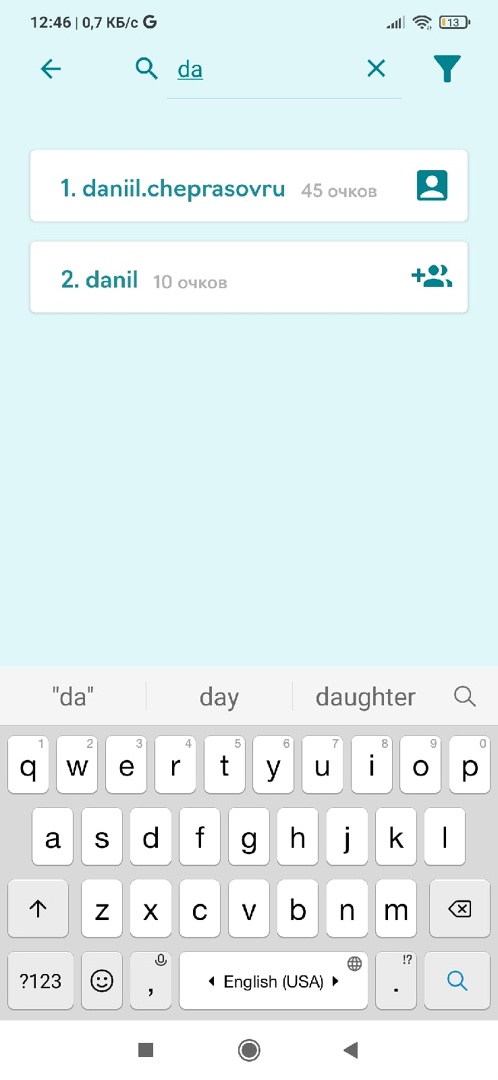 12:46 | 0,7 КБ/с G 13
da
1. daniil.cheprasovru 45 очков
2. danil 10 очков
"da" day daughter
1 2 3 4 5 6 7 8 9 0
q w e r t y u i o p
a s d f g h j k l
z x c v b n m
?123 , English (USA) !? .